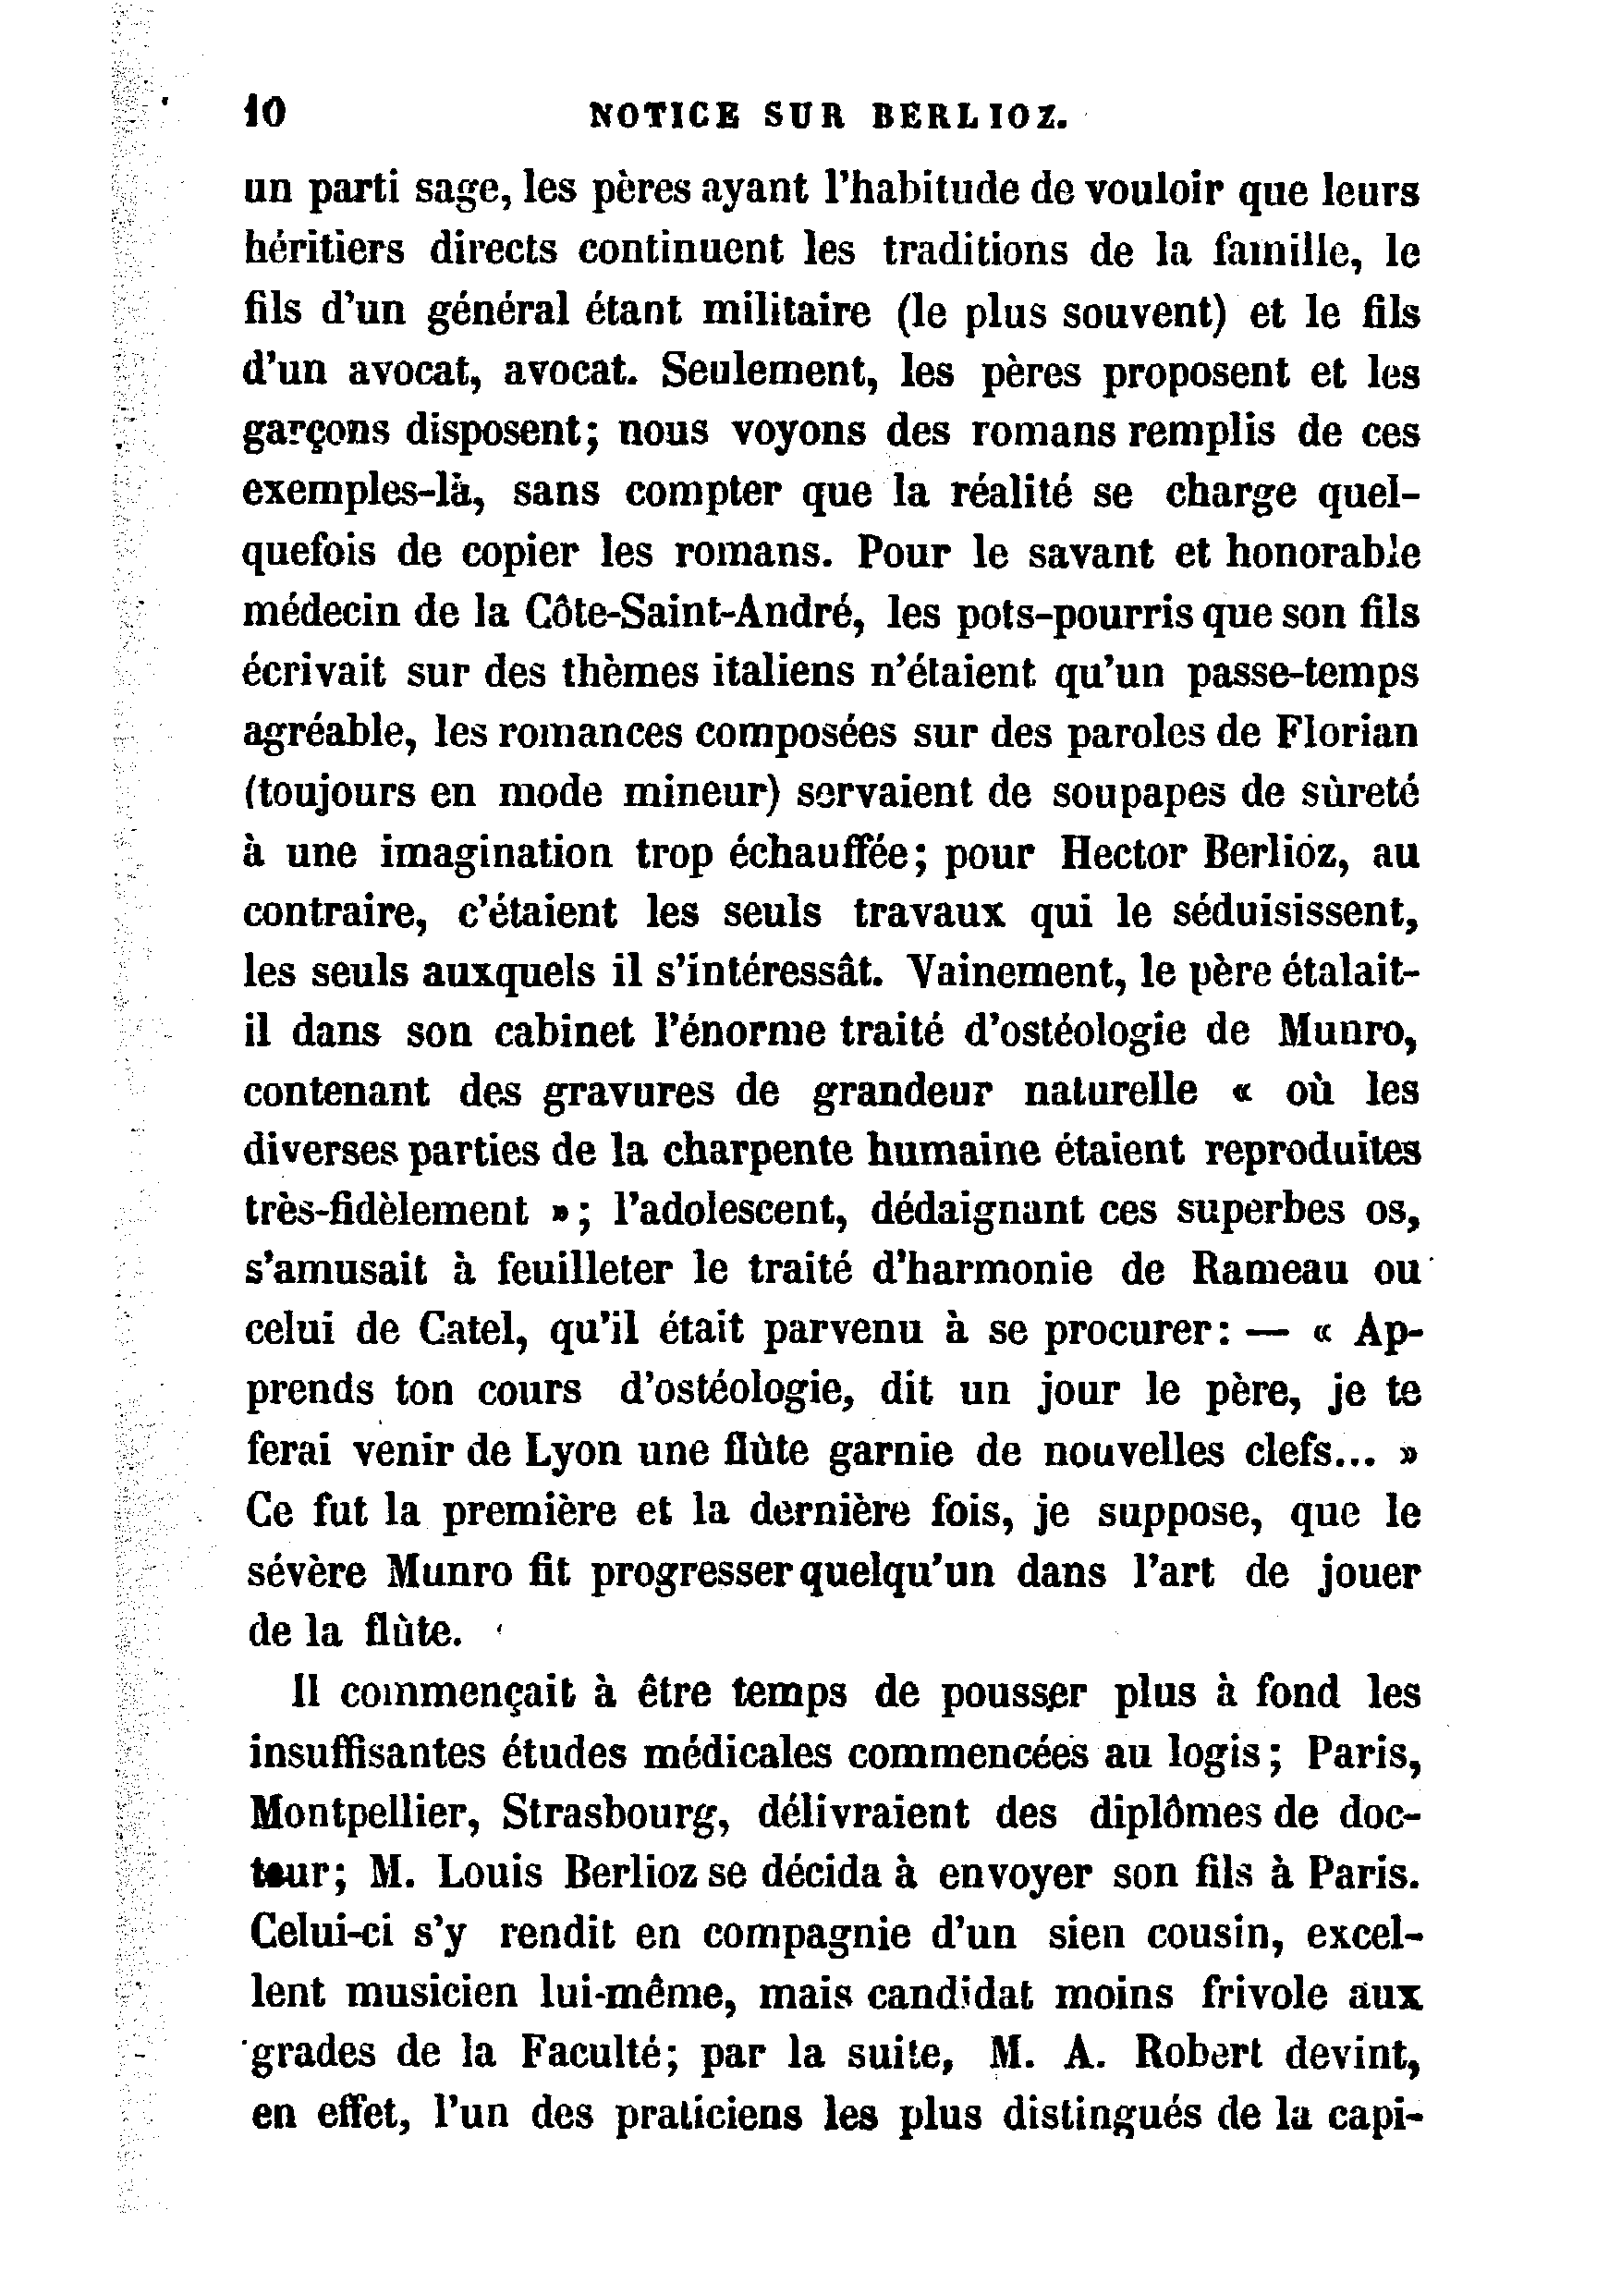 10 NOTICE SUR BERLIOZ.
un parti sage, les pères ayant l'habitude de vouloir que leurs
héritiers directs continuent les traditions de la famille, le
fils d'un général étant militaire (le plus souvent) et le fils
d'un avocat, avocat. Seulement, les pères proposent et les
garçons disposent; nous voyons des romans remplis de ces
exemples-là, sans compter que la réalité se charge quel-
quefois de copier les romans. Pour le savant et honorable
médecin de la Côte-Saint-André, les pots-pourris que son fils
écrivait sur des thèmes italiens n'étaient qu'un passe-temps
agréable, les romances composées sur des paroles de Florian
(toujours en mode mineur) servaient de soupapes de sûreté
à une imagination trop échauffée; pour Hector Berlioz, au
contraire, c'étaient les seuls travaux qui le séduisissent,
les seuls auxquels il s'intéressât. Vainement, le père étalait-
il dans son cabinet l'énorme traité d'ostéologie de Munro,
contenant des gravures de grandeur naturelle « où les
diverses parties de la charpente humaine étaient reproduites
très-fidèlement »; l'adolescent, dédaignant ces superbes os,
s'amusait à feuilleter le traité d'harmonie de Rameau ou
celui de Catel, qu'il était parvenu à se procurer: — « Ap-
prends ton cours d'ostéologie, dit un jour le père, je te
ferai venir de Lyon une flûte garnie de nouvelles clefs... »
Ce fut la première et la dernière fois, je suppose, que le
sévère Munro fit progresser quelqu'un dans l'art de jouer
de la flûte.
Il commençait à être temps de pousser plus à fond les
insuffisantes études médicales commencées au logis; Paris,
Montpellier, Strasbourg, délivraient des diplômes de doc-
teur; M. Louis Berlioz se décida à envoyer son fils à Paris.
Celui-ci s'y rendit en compagnie d'un sien cousin, excel-
lent musicien lui-même, mais candidat moins frivole aux
grades de la Faculté; par la suite, M. A. Robert devint,
en effet, l'un des praticiens les plus distingués de la capi-